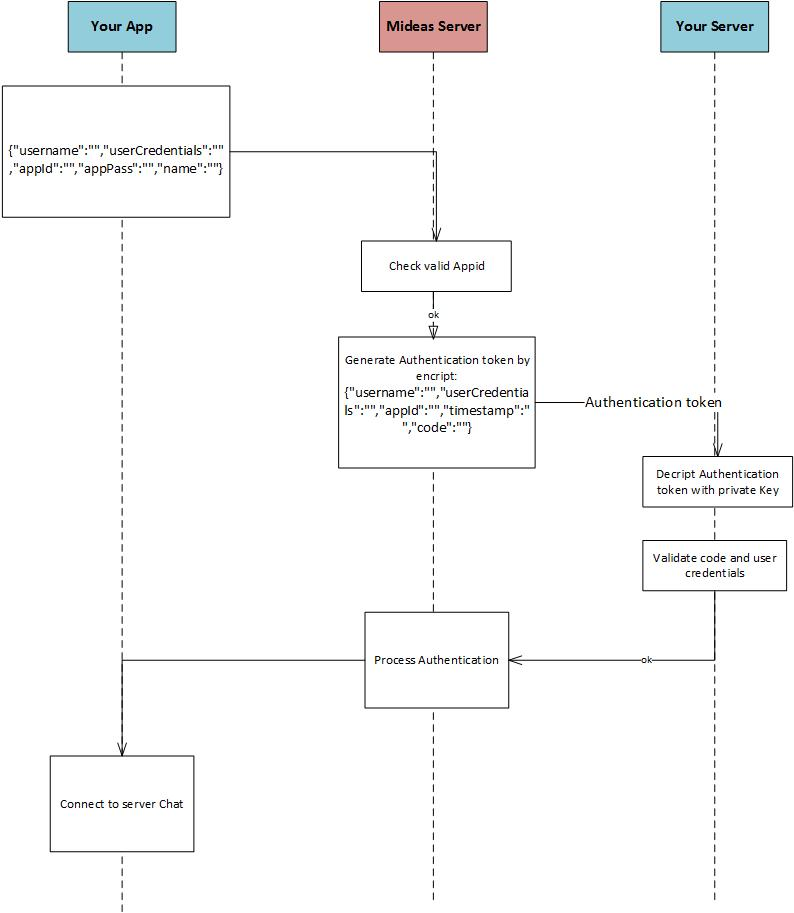 Your App
Mideas Server
Your Server
{"username":"","userCredentials":""
,"appId":"","appPass":"","name":""}
Check valid Appid
ok
Generate Authentication token by
encript:
{"username":"","userCredentia
ls":"","appId":"","timestamp":"
","code":""}
Authentication token
Decript Authentication
token with private Key
Validate code and user
credentials
Process Authentication
ok
Connect to server Chat